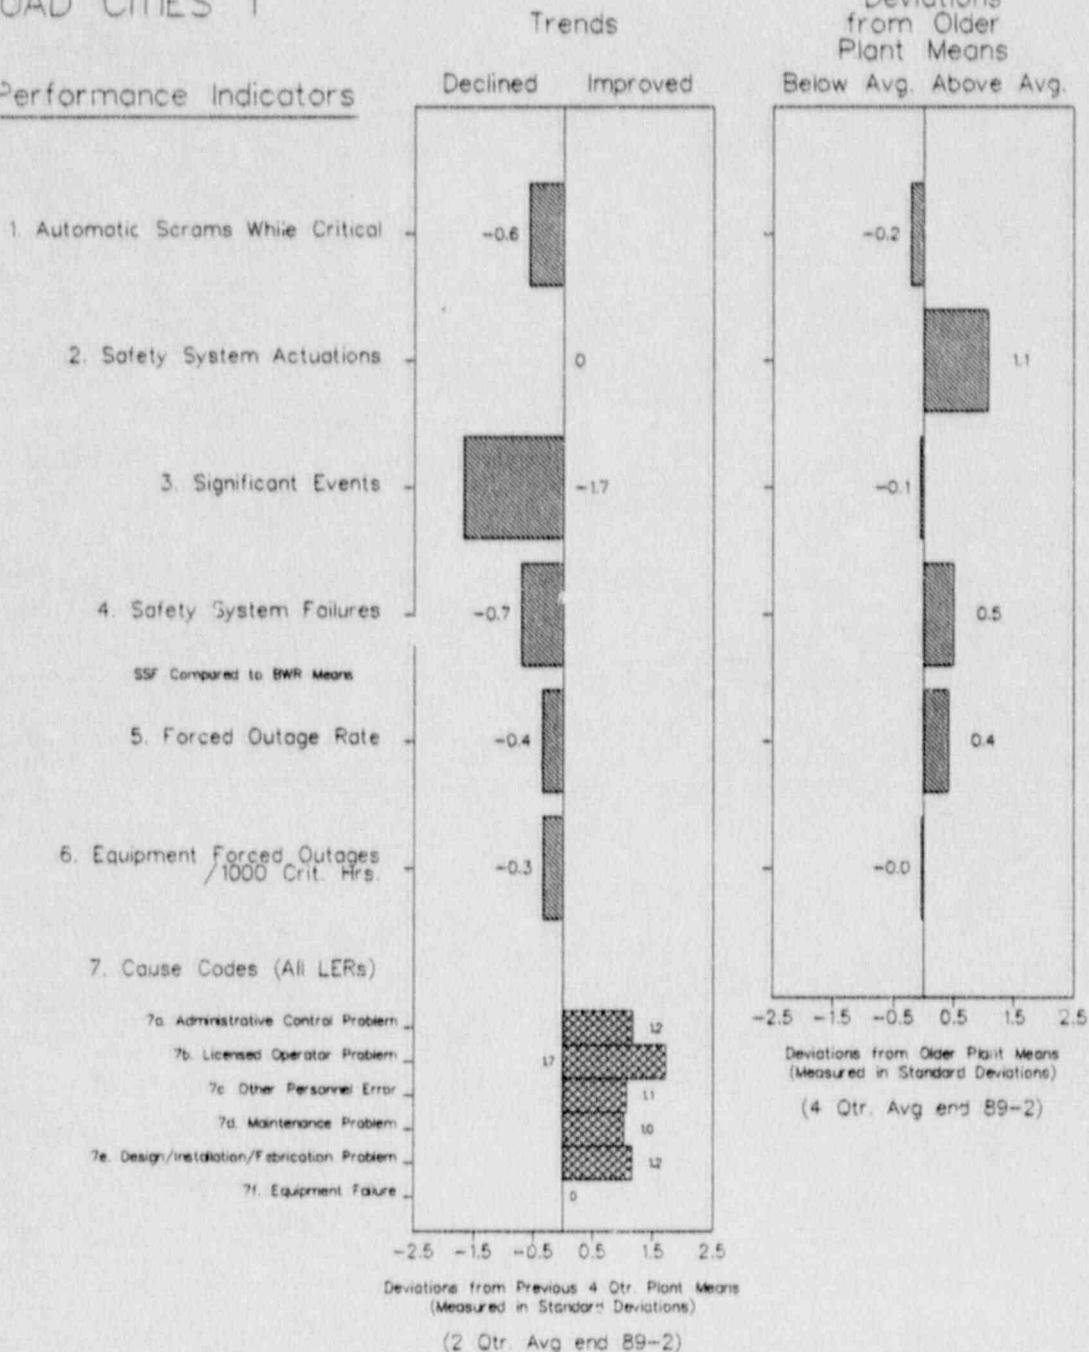 UAD CITIES 1
Performance Indicators
Trends
Declined Improved
Deviations
from Older
Plant Means
Below Avg. Above Avg.
1. Automatic Scrams While Critical -0.6 -0.2
2. Safety System Actuations 0 1.1
3. Significant Events -1.7 -0.1
4. Safety System Failures -0.7 0.5
SSF Compared to BWR Means
5. Forced Outage Rate -0.4 0.4
6. Equipment Forced Outages
/1000 Crit. Hrs. -0.3 -0.0
7. Cause Codes (All LERs)
7a. Administrative Control Problem 1.2
7b. Licensed Operator Problem 1.7
7c Other Personnel Error 1.1
7d. Maintenance Problem 1.0
7e. Design/Installation/Fabrication Problem 1.2
7f. Equipment Failure 0
-2.5 -1.5 -0.5 0.5 1.5 2.5
Deviations from Previous 4 Qtr. Plant Means
(Measured in Standard Deviations)
(2 Qtr. Avg end 89-2)
-2.5 -1.5 -0.5 0.5 1.5 2.5
Deviations from Older Plant Means
(Measured in Standard Deviations)
(4 Qtr. Avg end 89-2)